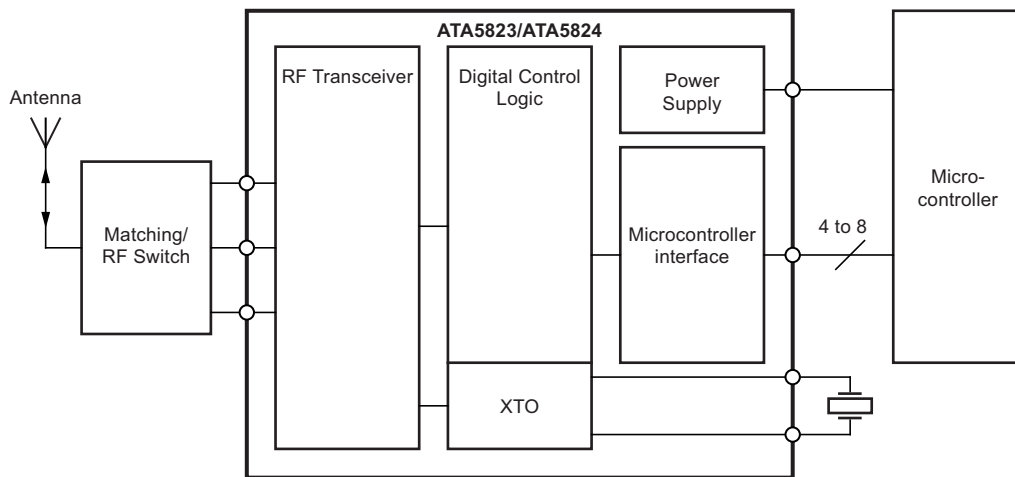 ATA5823/ATA5824
RF Transceiver
Digital Control
Logic
Power
Supply
Antenna
Micro-
controller
Matching/
RF Switch
Microcontroller
interface
4 to 8
XTO